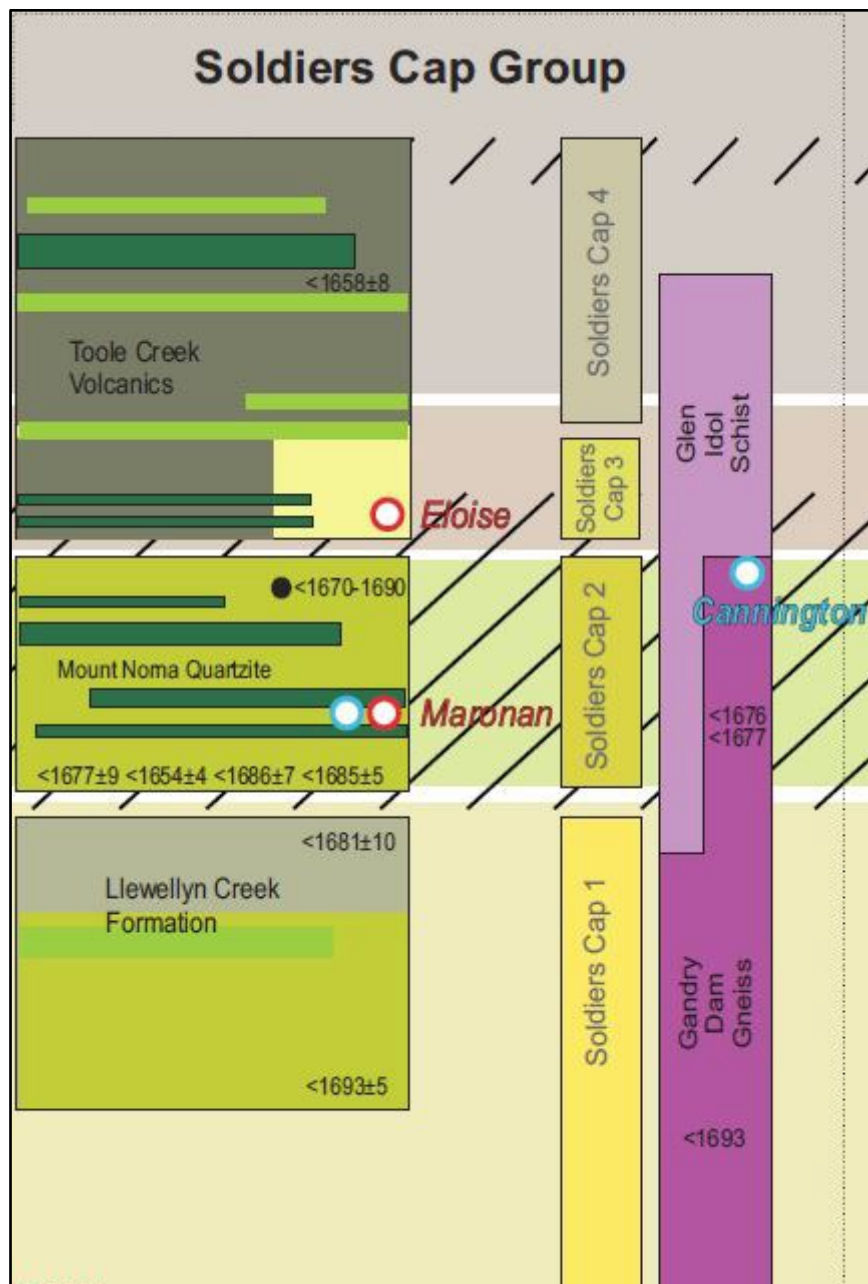 Soldiers Cap Group
<1658±8
Toole Creek
Volcanics
Eloise
<1670-1690
Mount Noma Quartzite
Maronan
<1677±9 <1654±4 <1686±7 <1685±5
<1681±10
Llewellyn Creek
Formation
<1693±5
Soldiers Cap 4
Soldiers
Cap 3
Soldiers Cap 2
Soldiers Cap 1
Glen
Idol
Schist
Cannington
<1676
<1677
Gandry
Dam
Gneiss
<1693